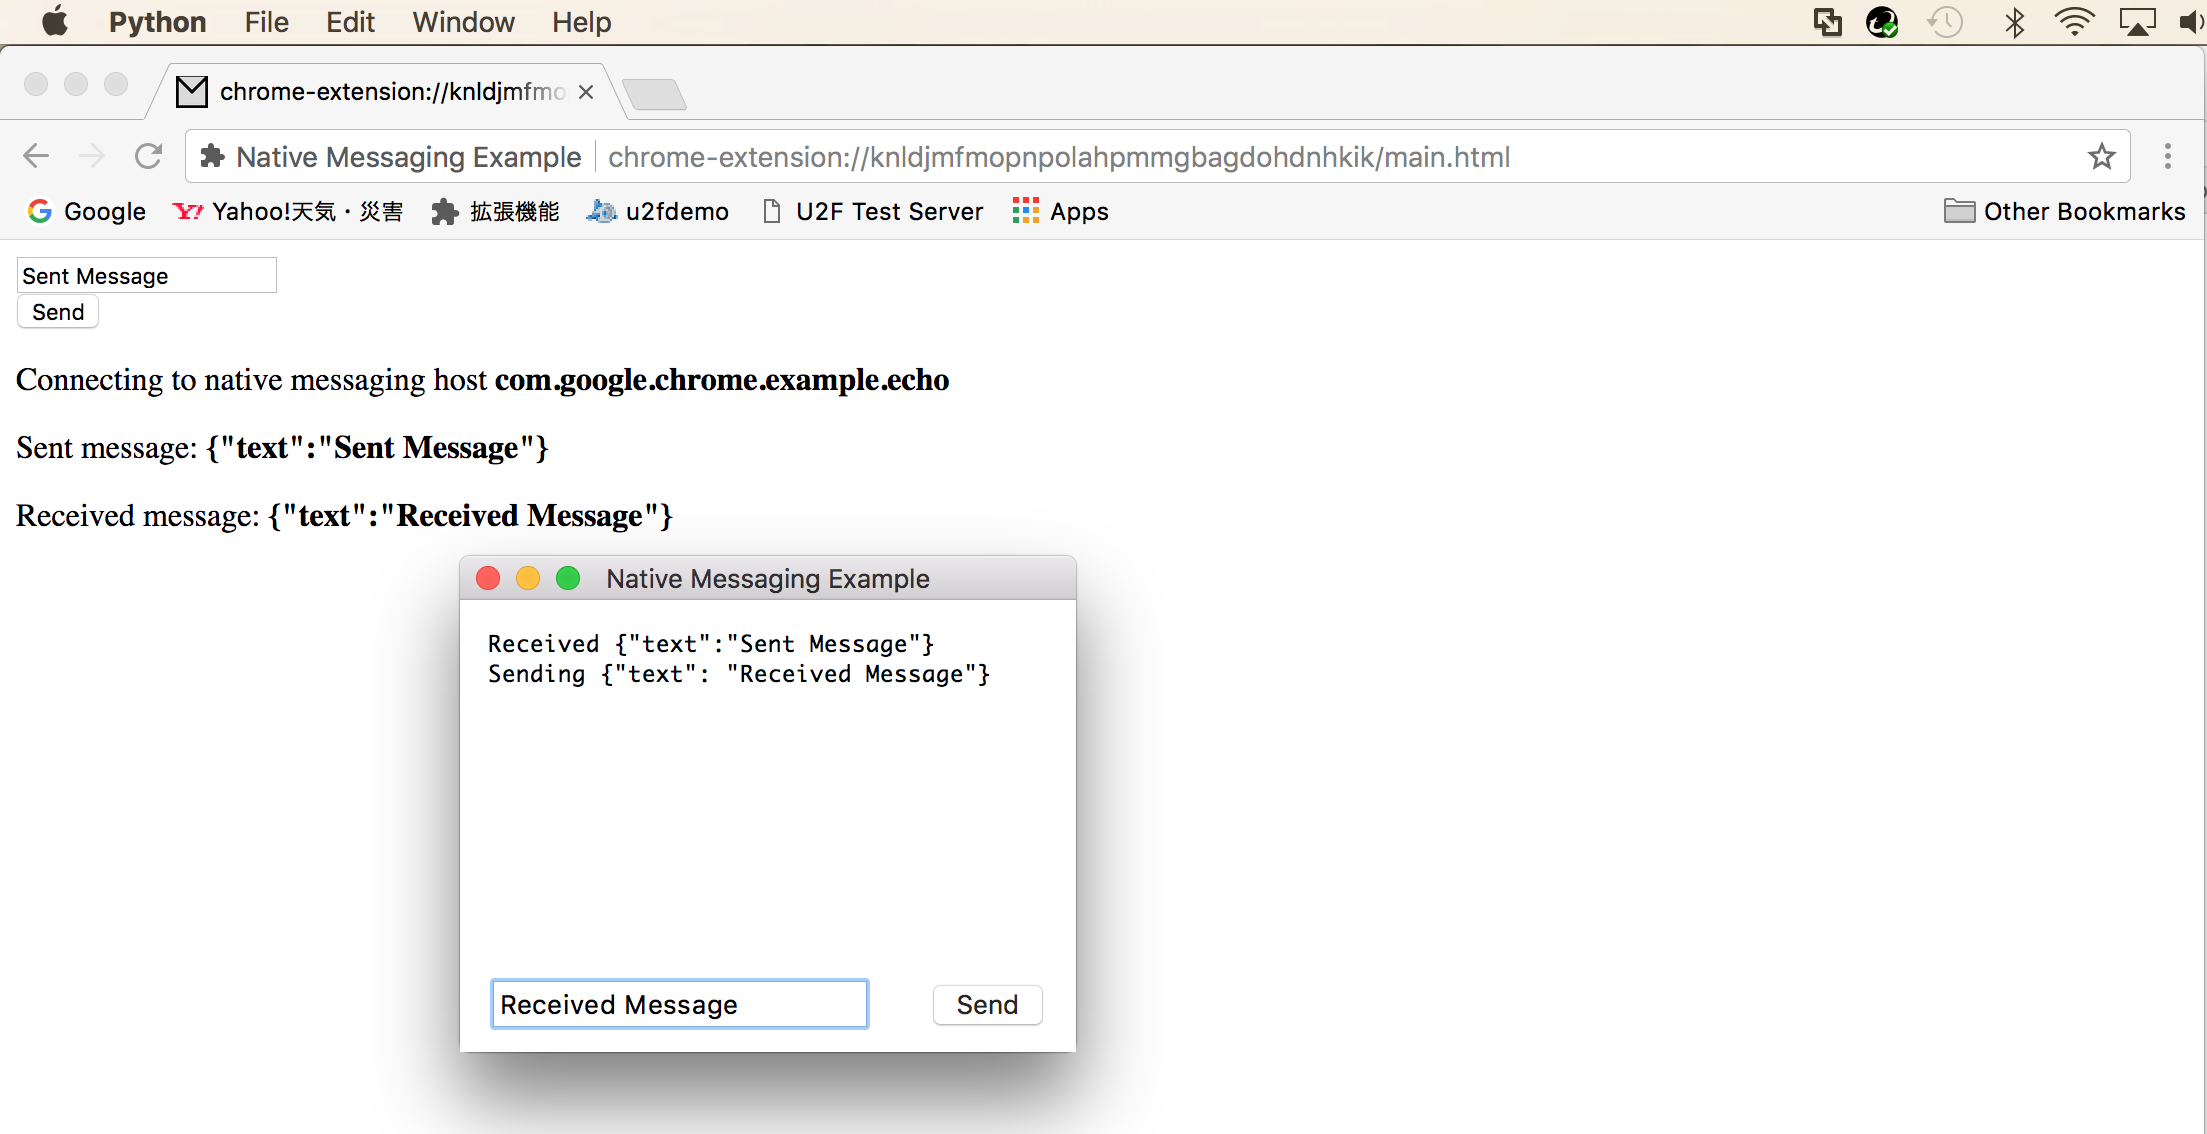 Python File Edit Window Help
chrome-extension://knldjmfmo
Native Messaging Example chrome-extension://knldjmfmopnpolahpmmgbagdohdnhkik/main.html
Google Yahoo!天気・災害 拡張機能 u2fdemo U2F Test Server Apps Other Bookmarks
Sent Message
Send
Connecting to native messaging host com.google.chrome.example.echo
Sent message: {"text":"Sent Message"}
Received message: {"text":"Received Message"}
Native Messaging Example
Received {"text":"Sent Message"}
Sending {"text": "Received Message"}
Received Message Send